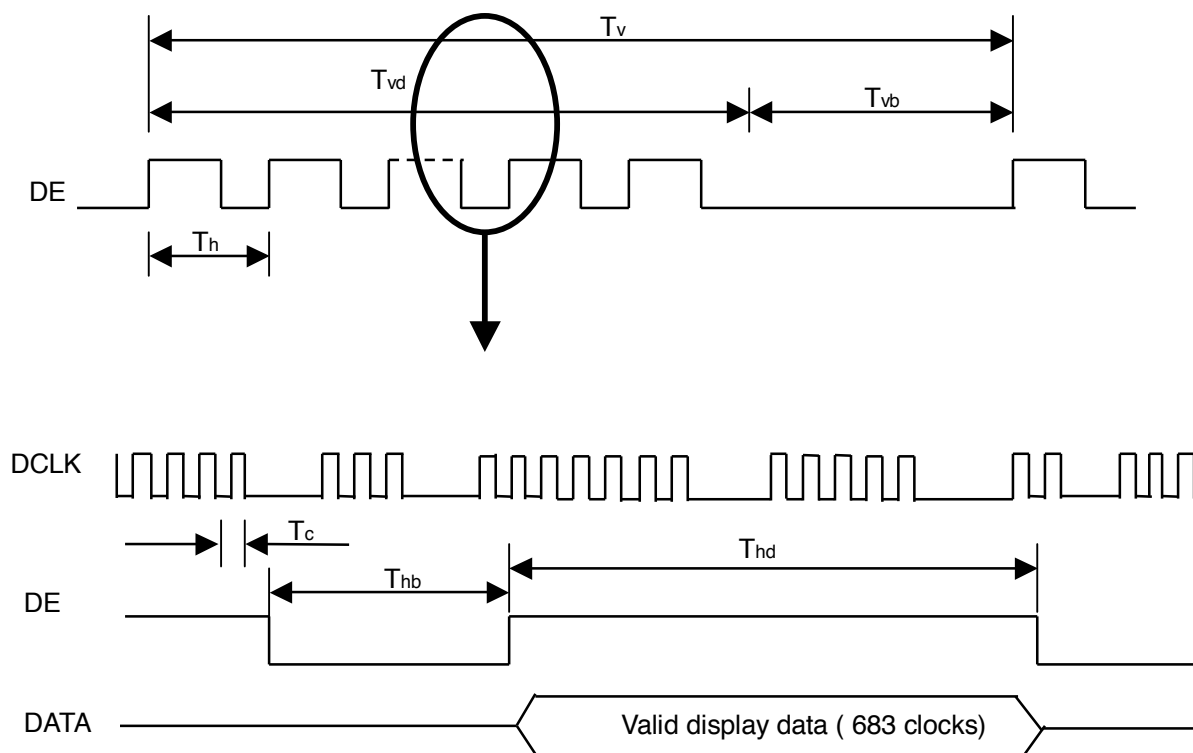 Tv
Tvd
Tvb
DE
Th
DCLK
Tc
Thd
Thb
DE
DATA
Valid display data ( 683 clocks)